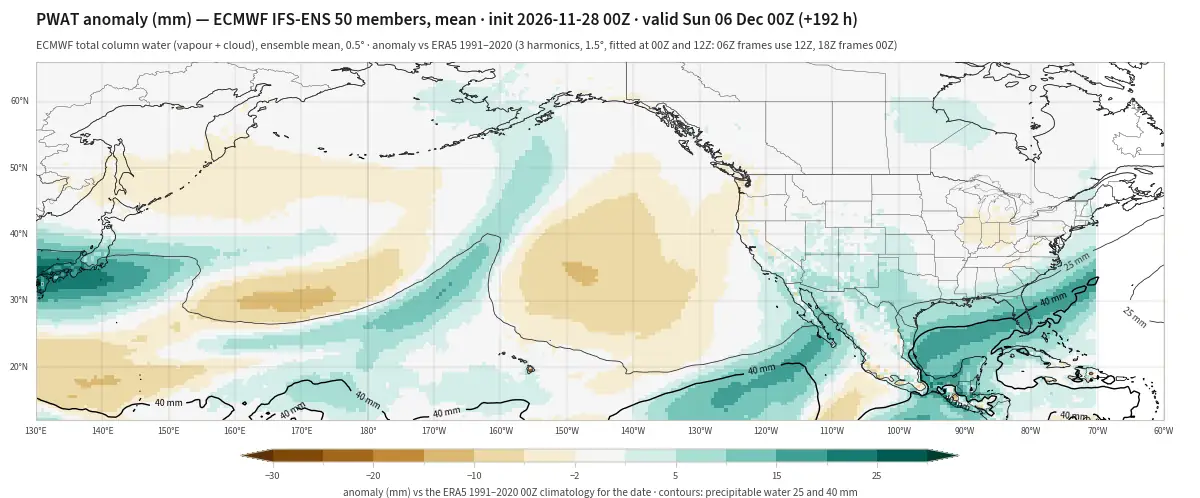 PWAT anomaly (mm) — ECMWF IFS-ENS 50 members, mean · init 2026-11-28 00Z · valid Sun 06 Dec 00Z (+192 h)
ECMWF total column water (vapour + cloud), ensemble mean, 0.5° · anomaly vs ERA5 1991–2020 (3 harmonics, 1.5°, fitted at 00Z and 12Z: 06Z frames use 12Z, 18Z frames 00Z)
60°N
50°N
40°N
30°N
20°N
25 mm
40 mm
25 mm
40 mm
40 mm
40 mm
40 mm
40 mm
40 mm
130°E 140°E 150°E 160°E 170°E 180° 170°W 160°W 150°W 140°W 130°W 120°W 110°W 100°W 90°W 80°W 70°W 60°W
−30 −20 −10 −2 5 15 25
anomaly (mm) vs the ERA5 1991–2020 00Z climatology for the date · contours: precipitable water 25 and 40 mm